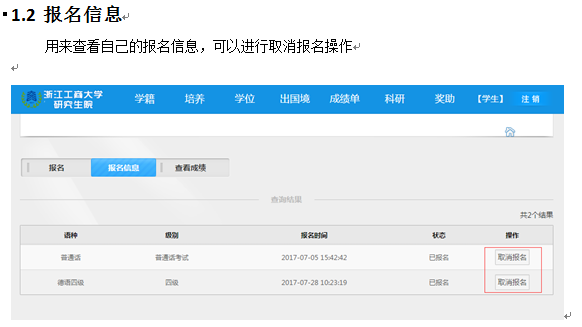 1.2 报名信息
用来查看自己的报名信息，可以进行取消报名操作
浙江工商大学 学籍 培养 学位 出国境 成绩单 科研 奖助 【学生】 注 销
研究生院
报名 报名信息 查看成绩
查询结果
共2个结果
语种 级别 报名时间 状态 操作
普通话 普通话考试 2017-07-05 15:42:42 已报名 取消报名
德语四级 四级 2017-07-28 10:23:19 已报名 取消报名